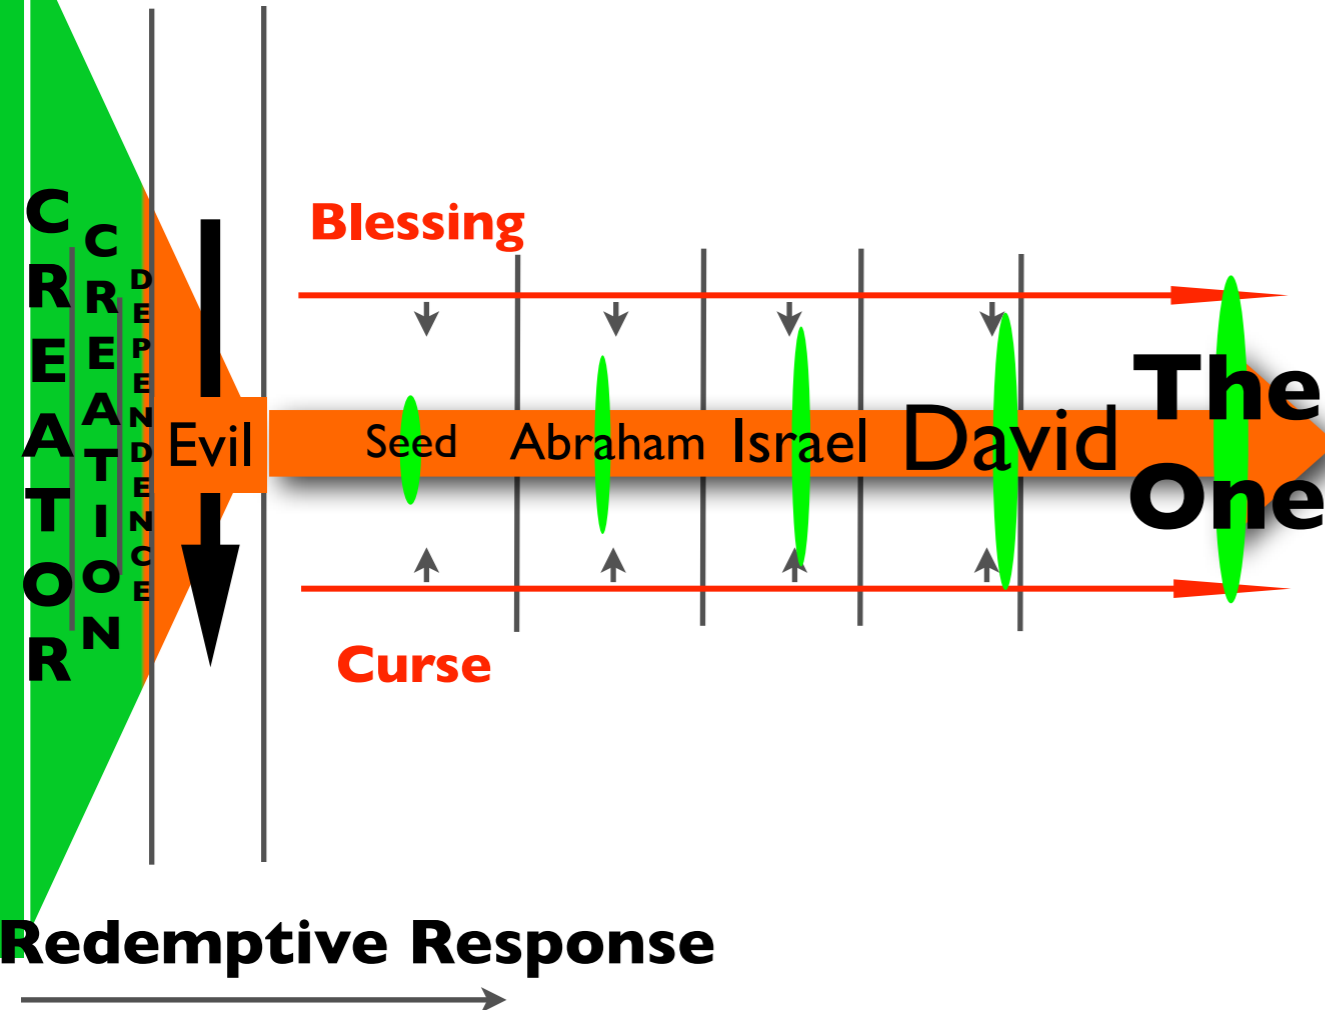 CREATOR
CREATION
DEPENDENCE
Evil
Blessing
Seed
Abraham
Israel
David
The
One
Curse
Redemptive Response